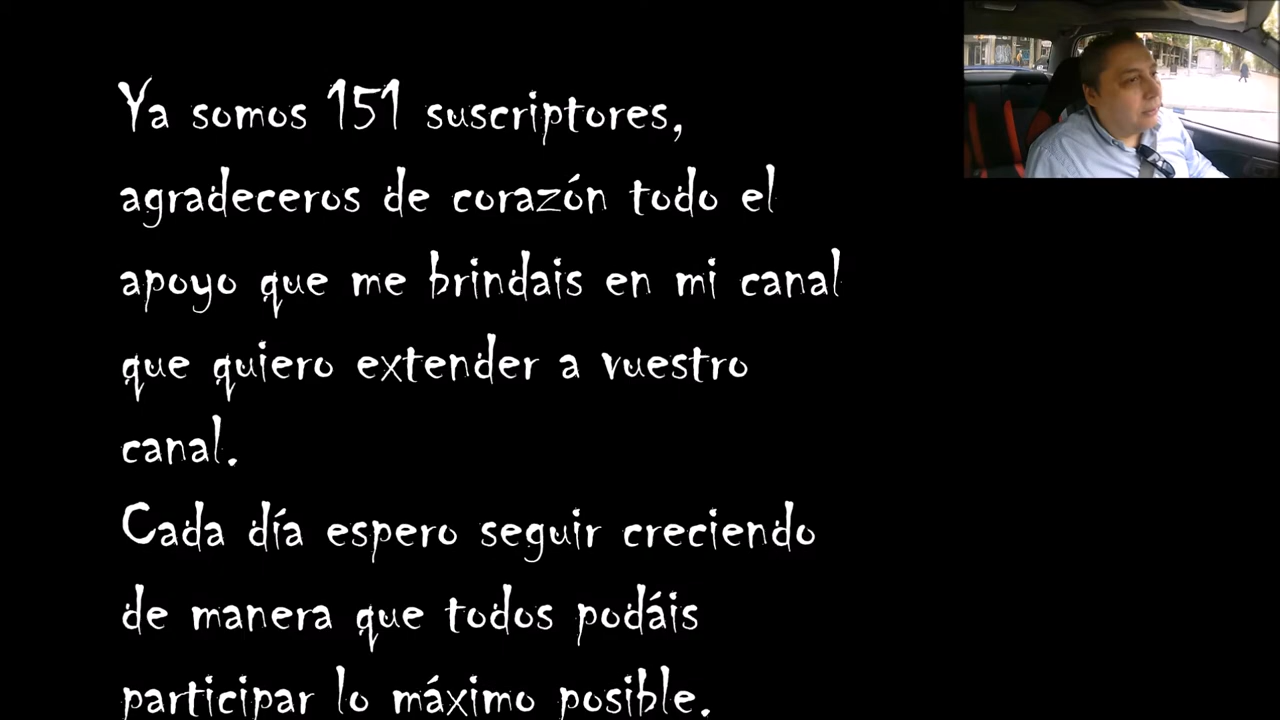 Ya somos 151 suscriptores,
agradeceros de corazón todo el
apoyo que me brindais en mi canal
que quiero extender a vuestro
canal.
Cada día espero seguir creciendo
de manera que todos podáis
participar lo máximo posible.